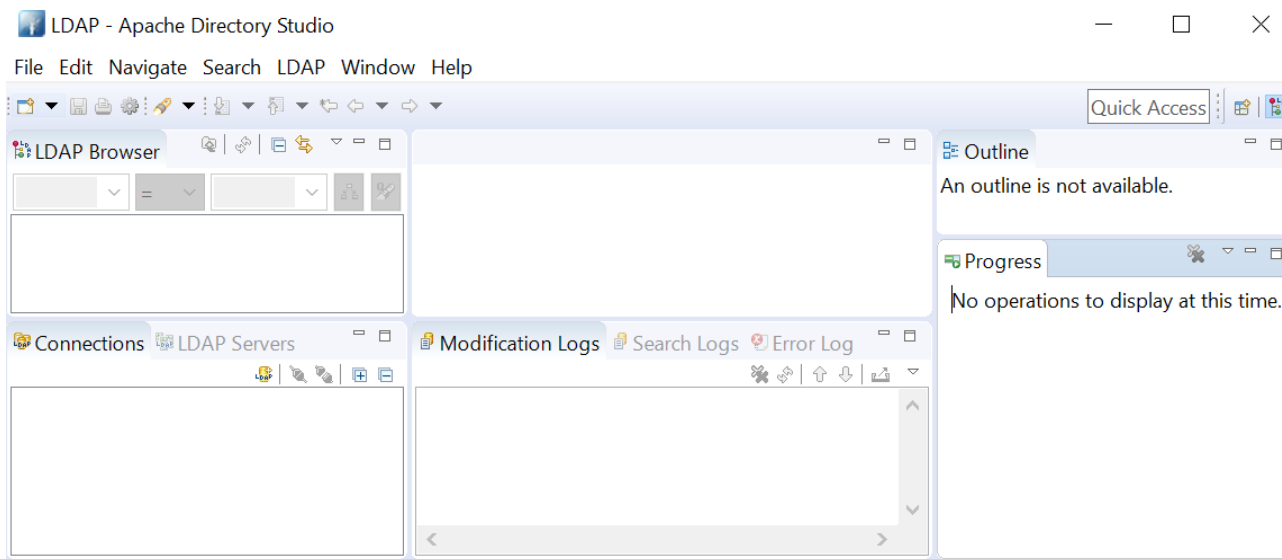 LDAP - Apache Directory Studio
File Edit Navigate Search LDAP Window Help
Quick Access
LDAP Browser
=
Outline
An outline is not available.
Progress
No operations to display at this time.
Connections LDAP Servers
Modification Logs Search Logs Error Log
LDAP